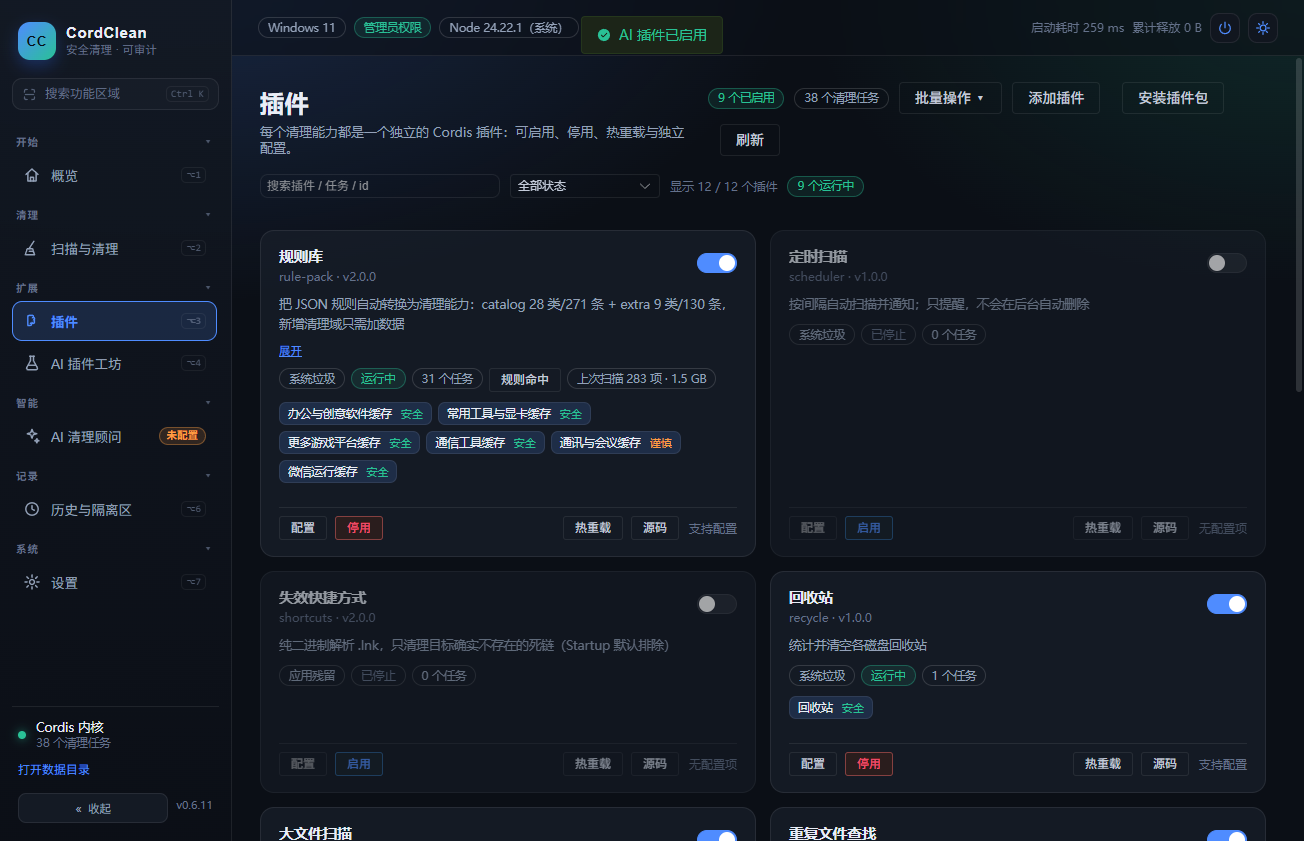 CC
CordClean
安全清理 · 可审计
搜索功能区域 Ctrl K
开始
概览 ⌥1
清理
扫描与清理 ⌥2
扩展
插件 ⌥3
AI 插件工坊 ⌥4
智能
AI 清理顾问 未配置
记录
历史与隔离区 ⌥6
系统
设置 ⌥7
Cordis 内核
38 个清理任务
打开数据目录
« 收起 v0.6.11
Windows 11 管理员权限 Node 24.22.1（系统） AI 插件已启用 启动耗时 259 ms 累计释放 0 B
插件
每个清理能力都是一个独立的 Cordis 插件：可启用、停用、热重载与独立
配置。
9 个已启用 38 个清理任务 批量操作 ▾ 添加插件 安装插件包
刷新
搜索插件 / 任务 / id 全部状态 显示 12 / 12 个插件 9 个运行中
规则库
rule-pack · v2.0.0
把 JSON 规则自动转换为清理能力：catalog 28 类/271 条 + extra 9 类/130 条，
新增清理域只需加数据
展开
系统垃圾 运行中 31 个任务 规则命中 上次扫描 283 项 · 1.5 GB
办公与创意软件缓存 安全 常用工具与显卡缓存 安全
更多游戏平台缓存 安全 通信工具缓存 安全 通讯与会议缓存 谨慎
微信运行缓存 安全
配置 停用 热重载 源码 支持配置
定时扫描
scheduler · v1.0.0
按间隔自动扫描并通知；只提醒，不会在后台自动删除
系统垃圾 已停止 0 个任务
配置 启用 热重载 源码 无配置项
失效快捷方式
shortcuts · v2.0.0
纯二进制解析 .lnk，只清理目标确实不存在的死链（Startup 默认排除）
应用残留 已停止 0 个任务
配置 启用 热重载 源码 无配置项
回收站
recycle · v1.0.0
统计并清空各磁盘回收站
系统垃圾 运行中 1 个任务
回收站 安全
配置 停用 热重载 源码 支持配置
大文件扫描
重复文件查找